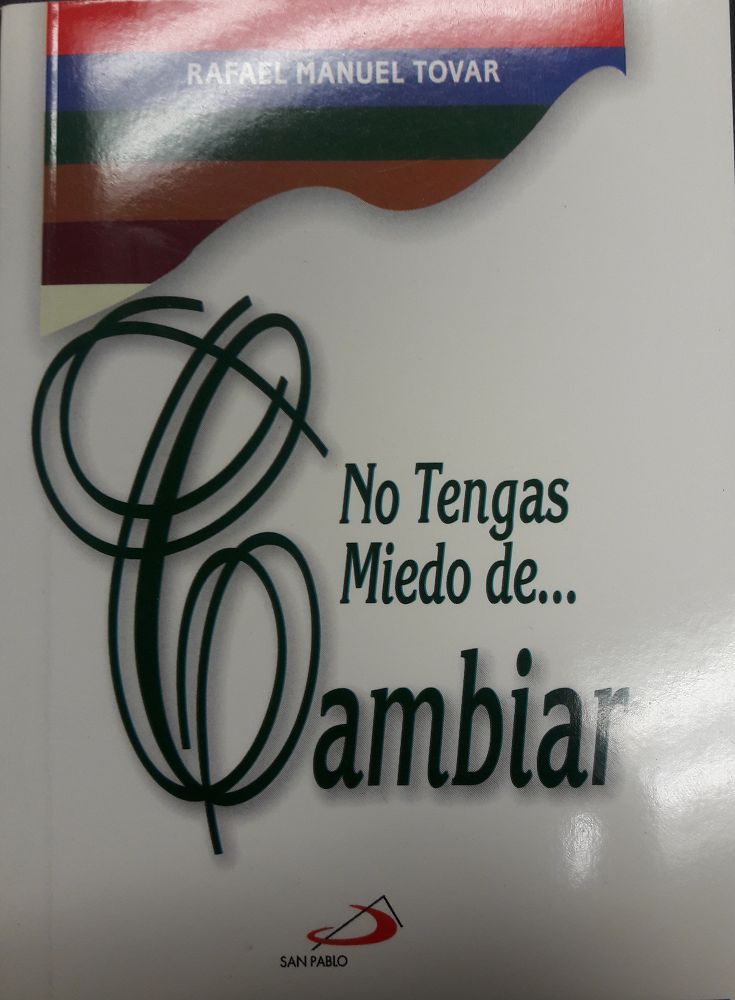 RAFAEL MANUEL TOVAR
No Tengas
Miedo de...
Cambiar
SAN PABLO